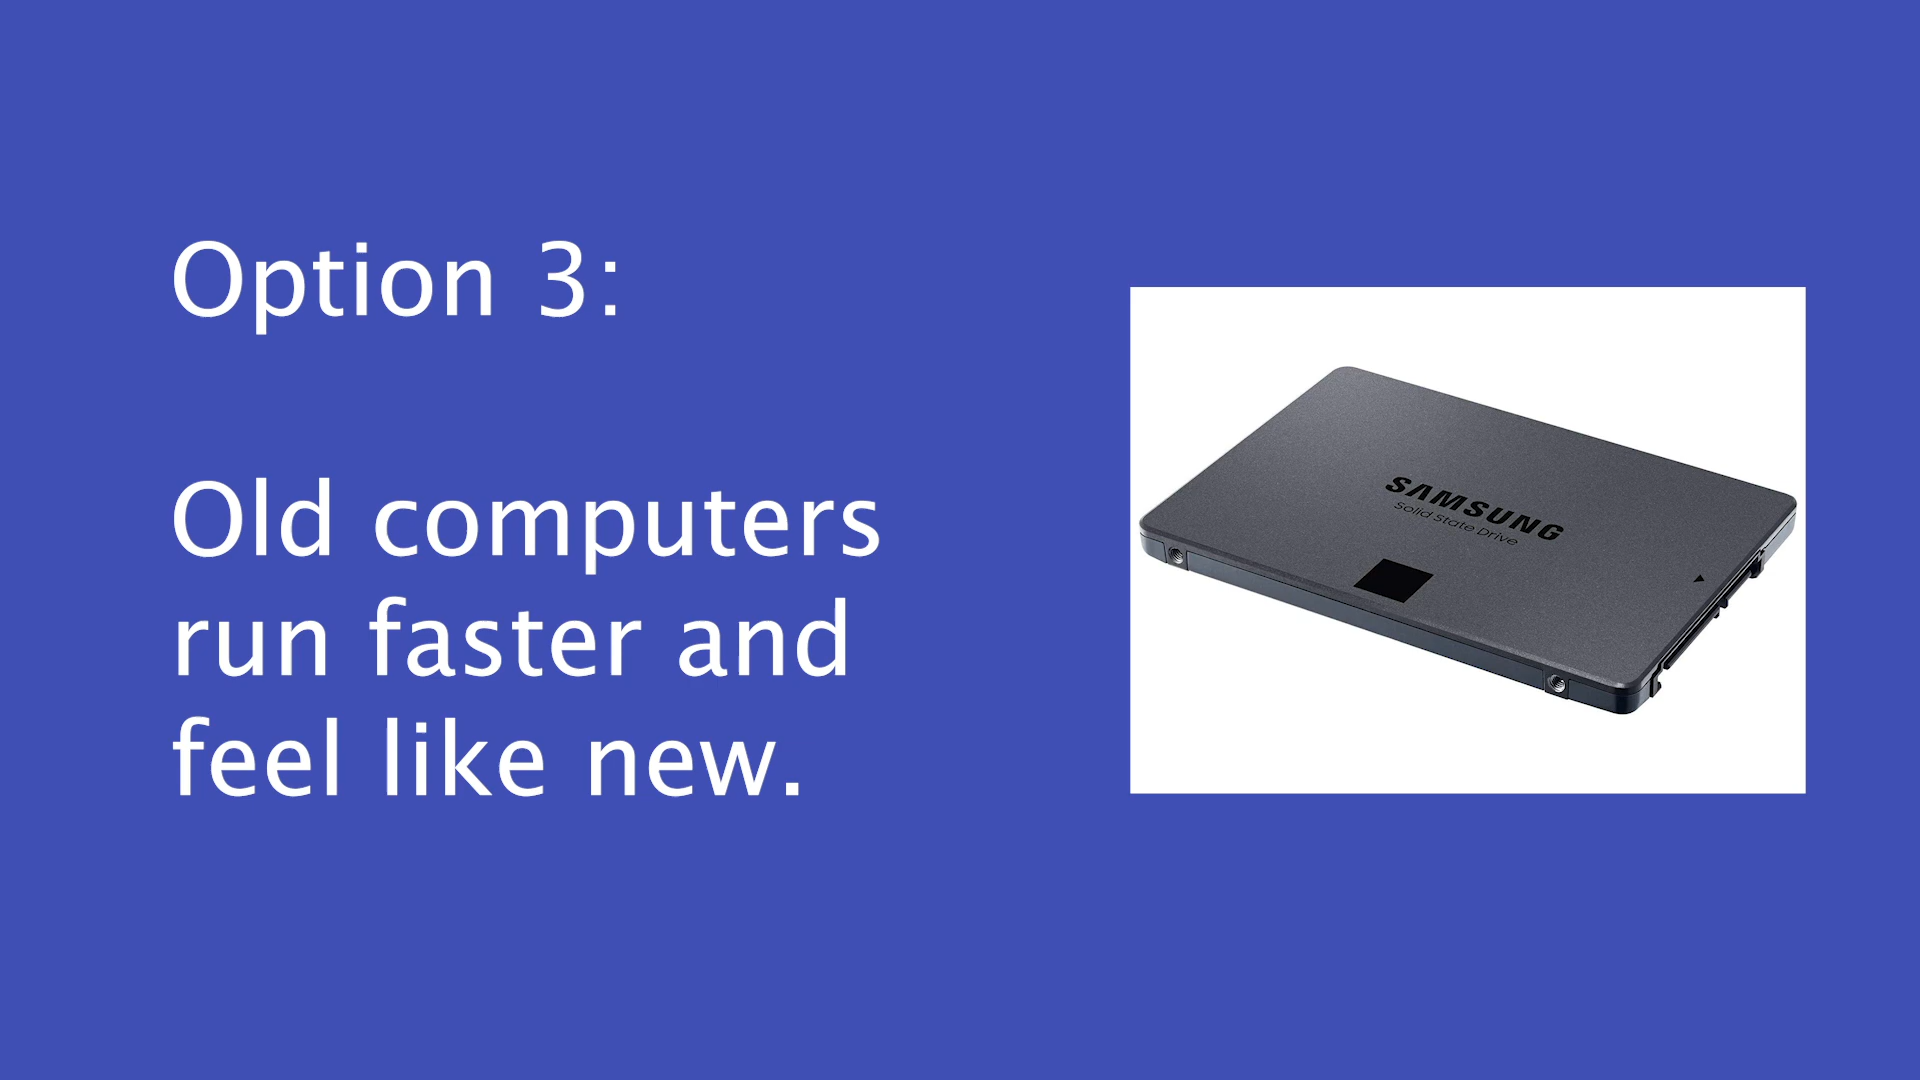 Option 3:
Old computers
run faster and
feel like new.
SAMSUNG
Solid State Drive